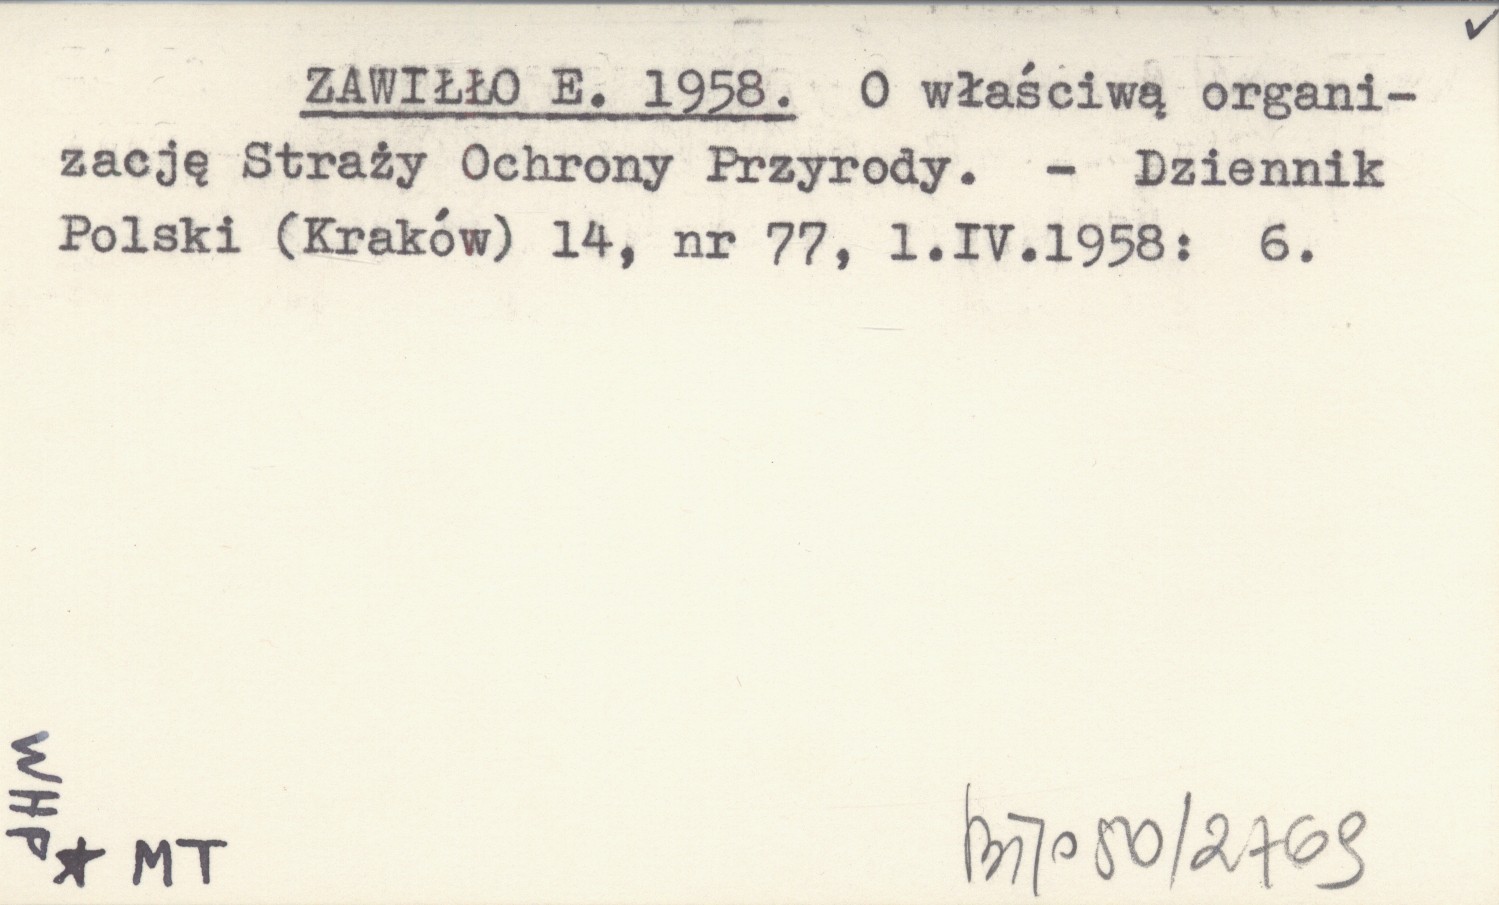 ZAWIŁŁO E. 1958. O właściwą organi-
zację Straży Ochrony Przyrody. - Dziennik
Polski (Kraków) 14, nr 77, 1.IV.1958: 6.
WHP
* MT
80/2769